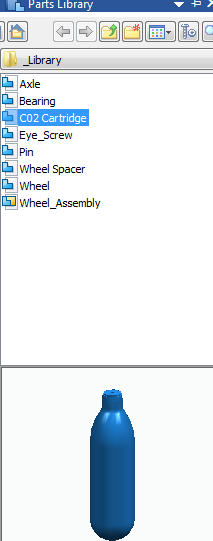 Parts Library
_Library
Axle
Bearing
C02 Cartridge
Eye_Screw
Pin
Wheel Spacer
Wheel
Wheel_Assembly